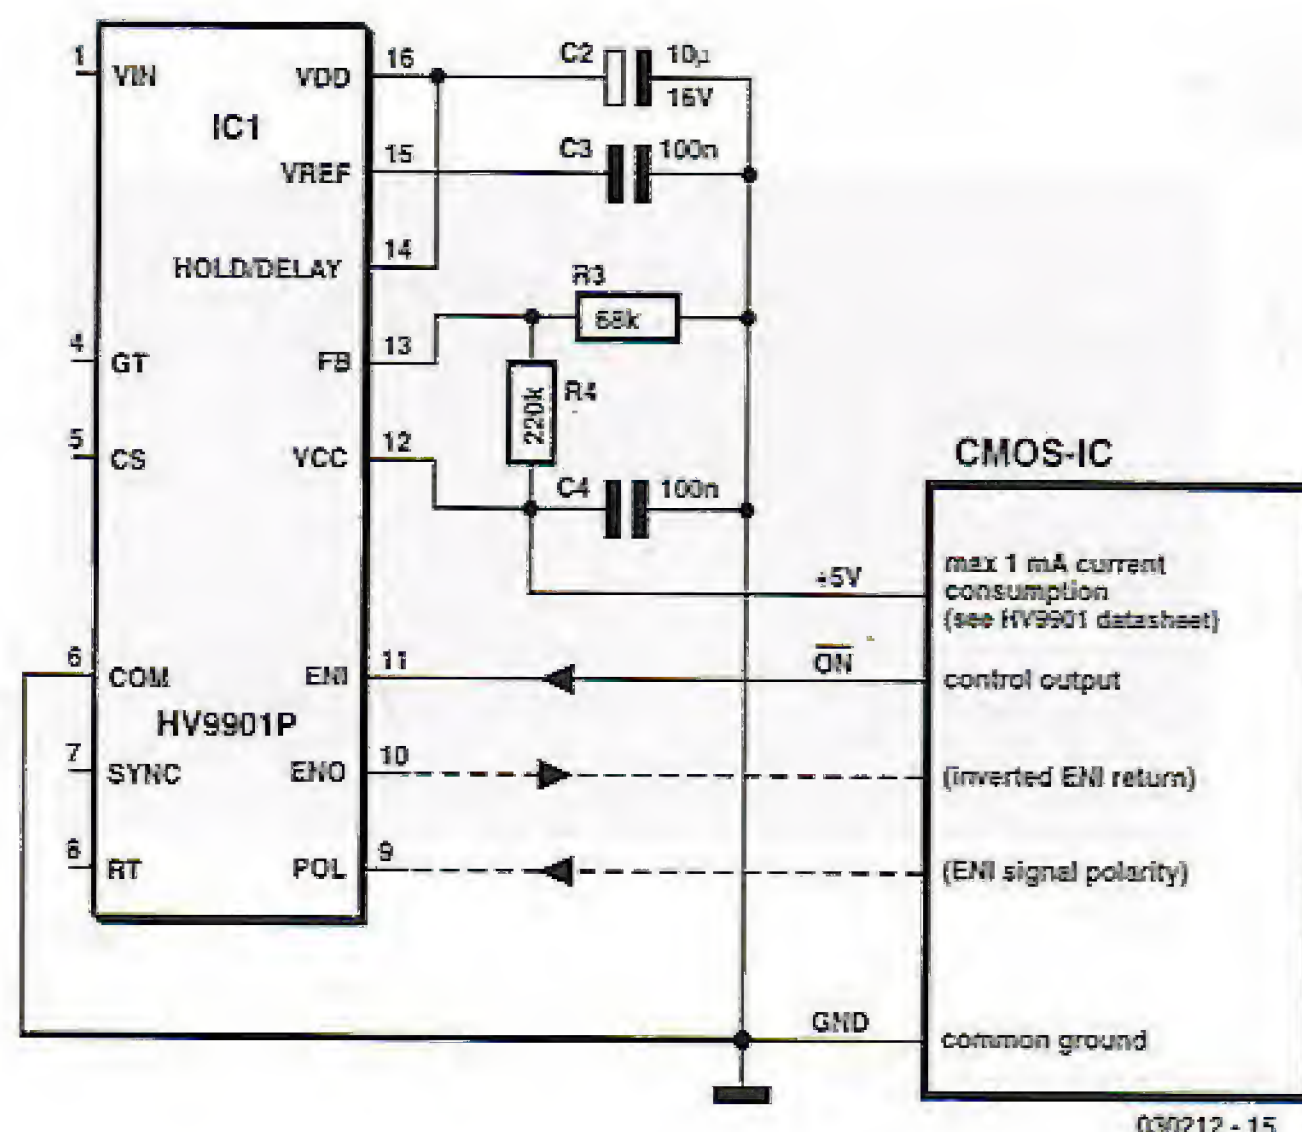 1
VIN
VDD
16
C2
10µ
16V
IC1
VREF
15
C3
100n
HOLD/DELAY
14
R3
68k
4
GT
FB
13
R4
220k
5
CS
VCC
12
C4
100n
CMOS-IC
+5V
max 1 mA current
consumption
(see HV9901 datasheet)
6
COM
ENI
11
ON
control output
HV9901P
7
SYNC
ENO
10
(inverted ENI return)
RT
POL
9
(ENI signal polarity)
GND
common ground
030212 - 15